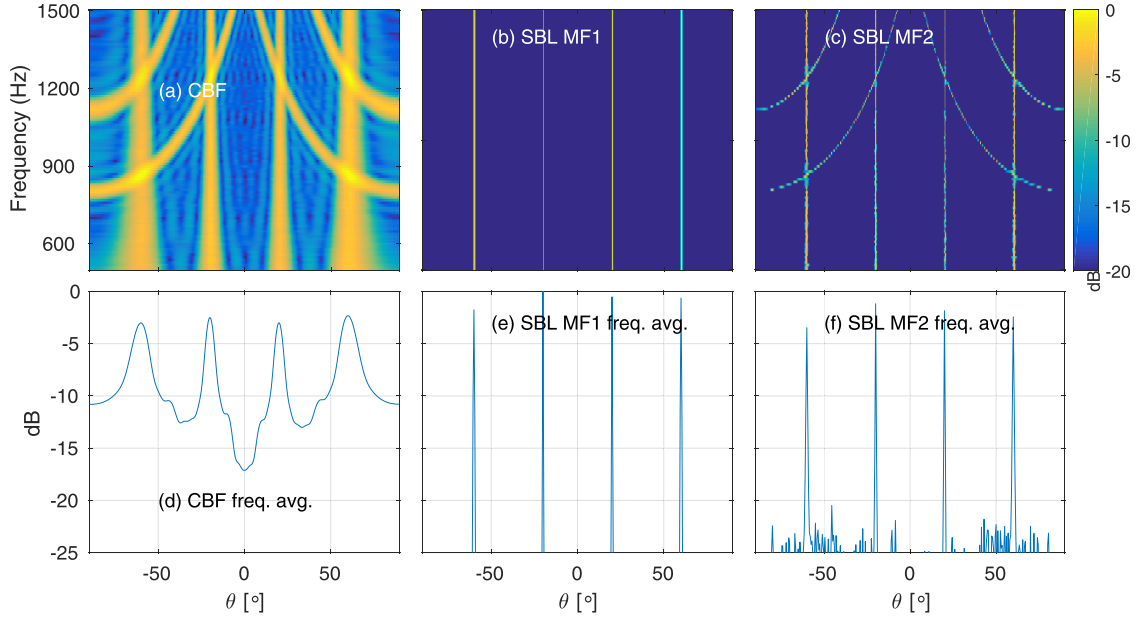 1500
1200
900
600
Frequency (Hz)
(a) CBF
(b) SBL MF1
(c) SBL MF2
0
-5
-10
-15
-20
dB
0
-5
-10
-15
-20
-25
dB
(d) CBF freq. avg.
(e) SBL MF1 freq. avg.
(f) SBL MF2 freq. avg.
-50 0 50
-50 0 50
-50 0 50
θ [°]
θ [°]
θ [°]